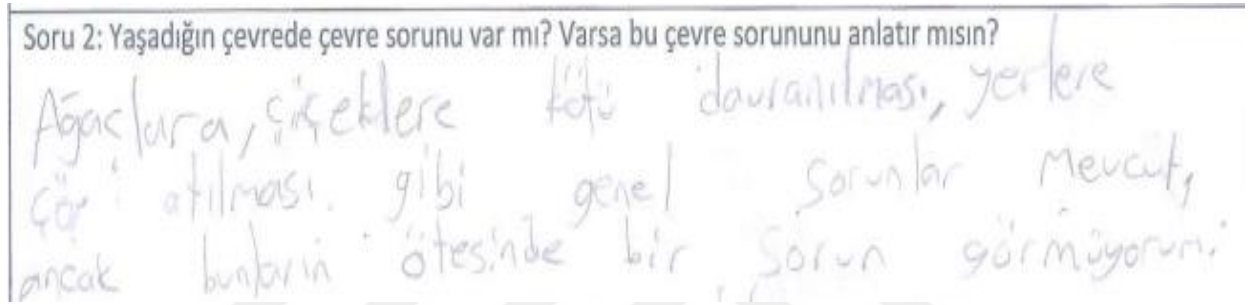 Soru 2: Yaşadığın çevrede çevre sorunu var mı? Varsa bu çevre sorununu anlatır mısın?
Ağaçlara, çiçeklere kötü davranılması, yerlere
çöp atılması gibi genel sorunlar mevcut,
ancak bunların ötesinde bir sorun görmüyorum.